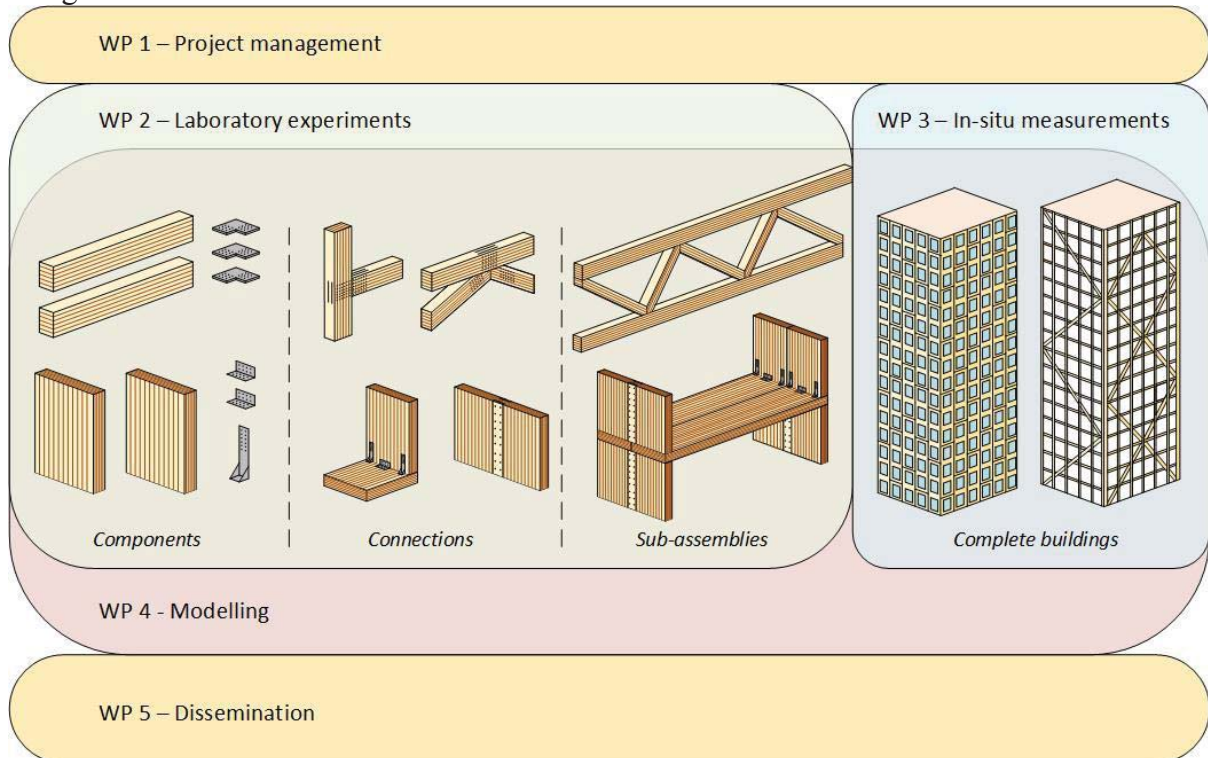 WP 1 – Project management
WP 2 – Laboratory experiments
WP 3 – In-situ measurements
Components
Connections
Sub-assemblies
Complete buildings
WP 4 - Modelling
WP 5 – Dissemination